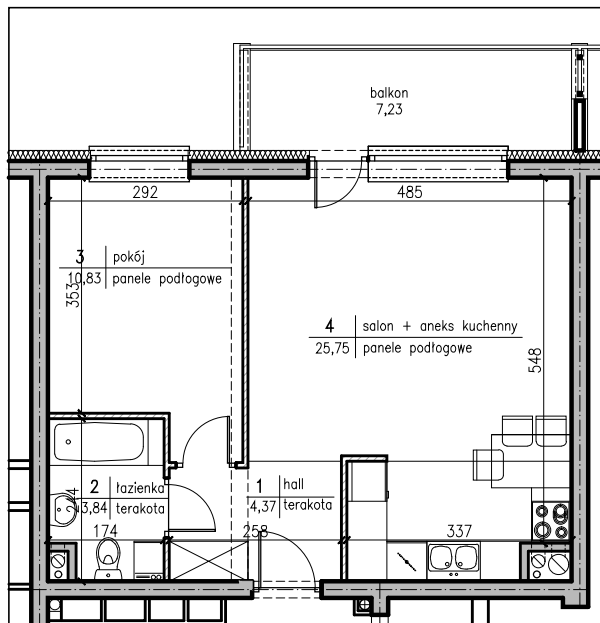 balkon
7,23
292
485
3 pokój
10,83 panele podłogowe
353
4 salon + aneks kuchenny
25,75 panele podłogowe
548
2 łazienka
3,84 terakota
1 hall
4,37 terakota
174
258
337